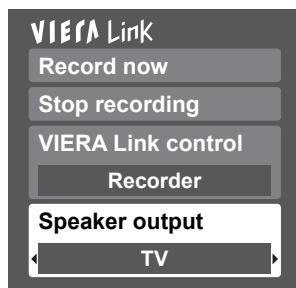 VIERA Link
Record now
Stop recording
VIERA Link control
Recorder
Speaker output
TV